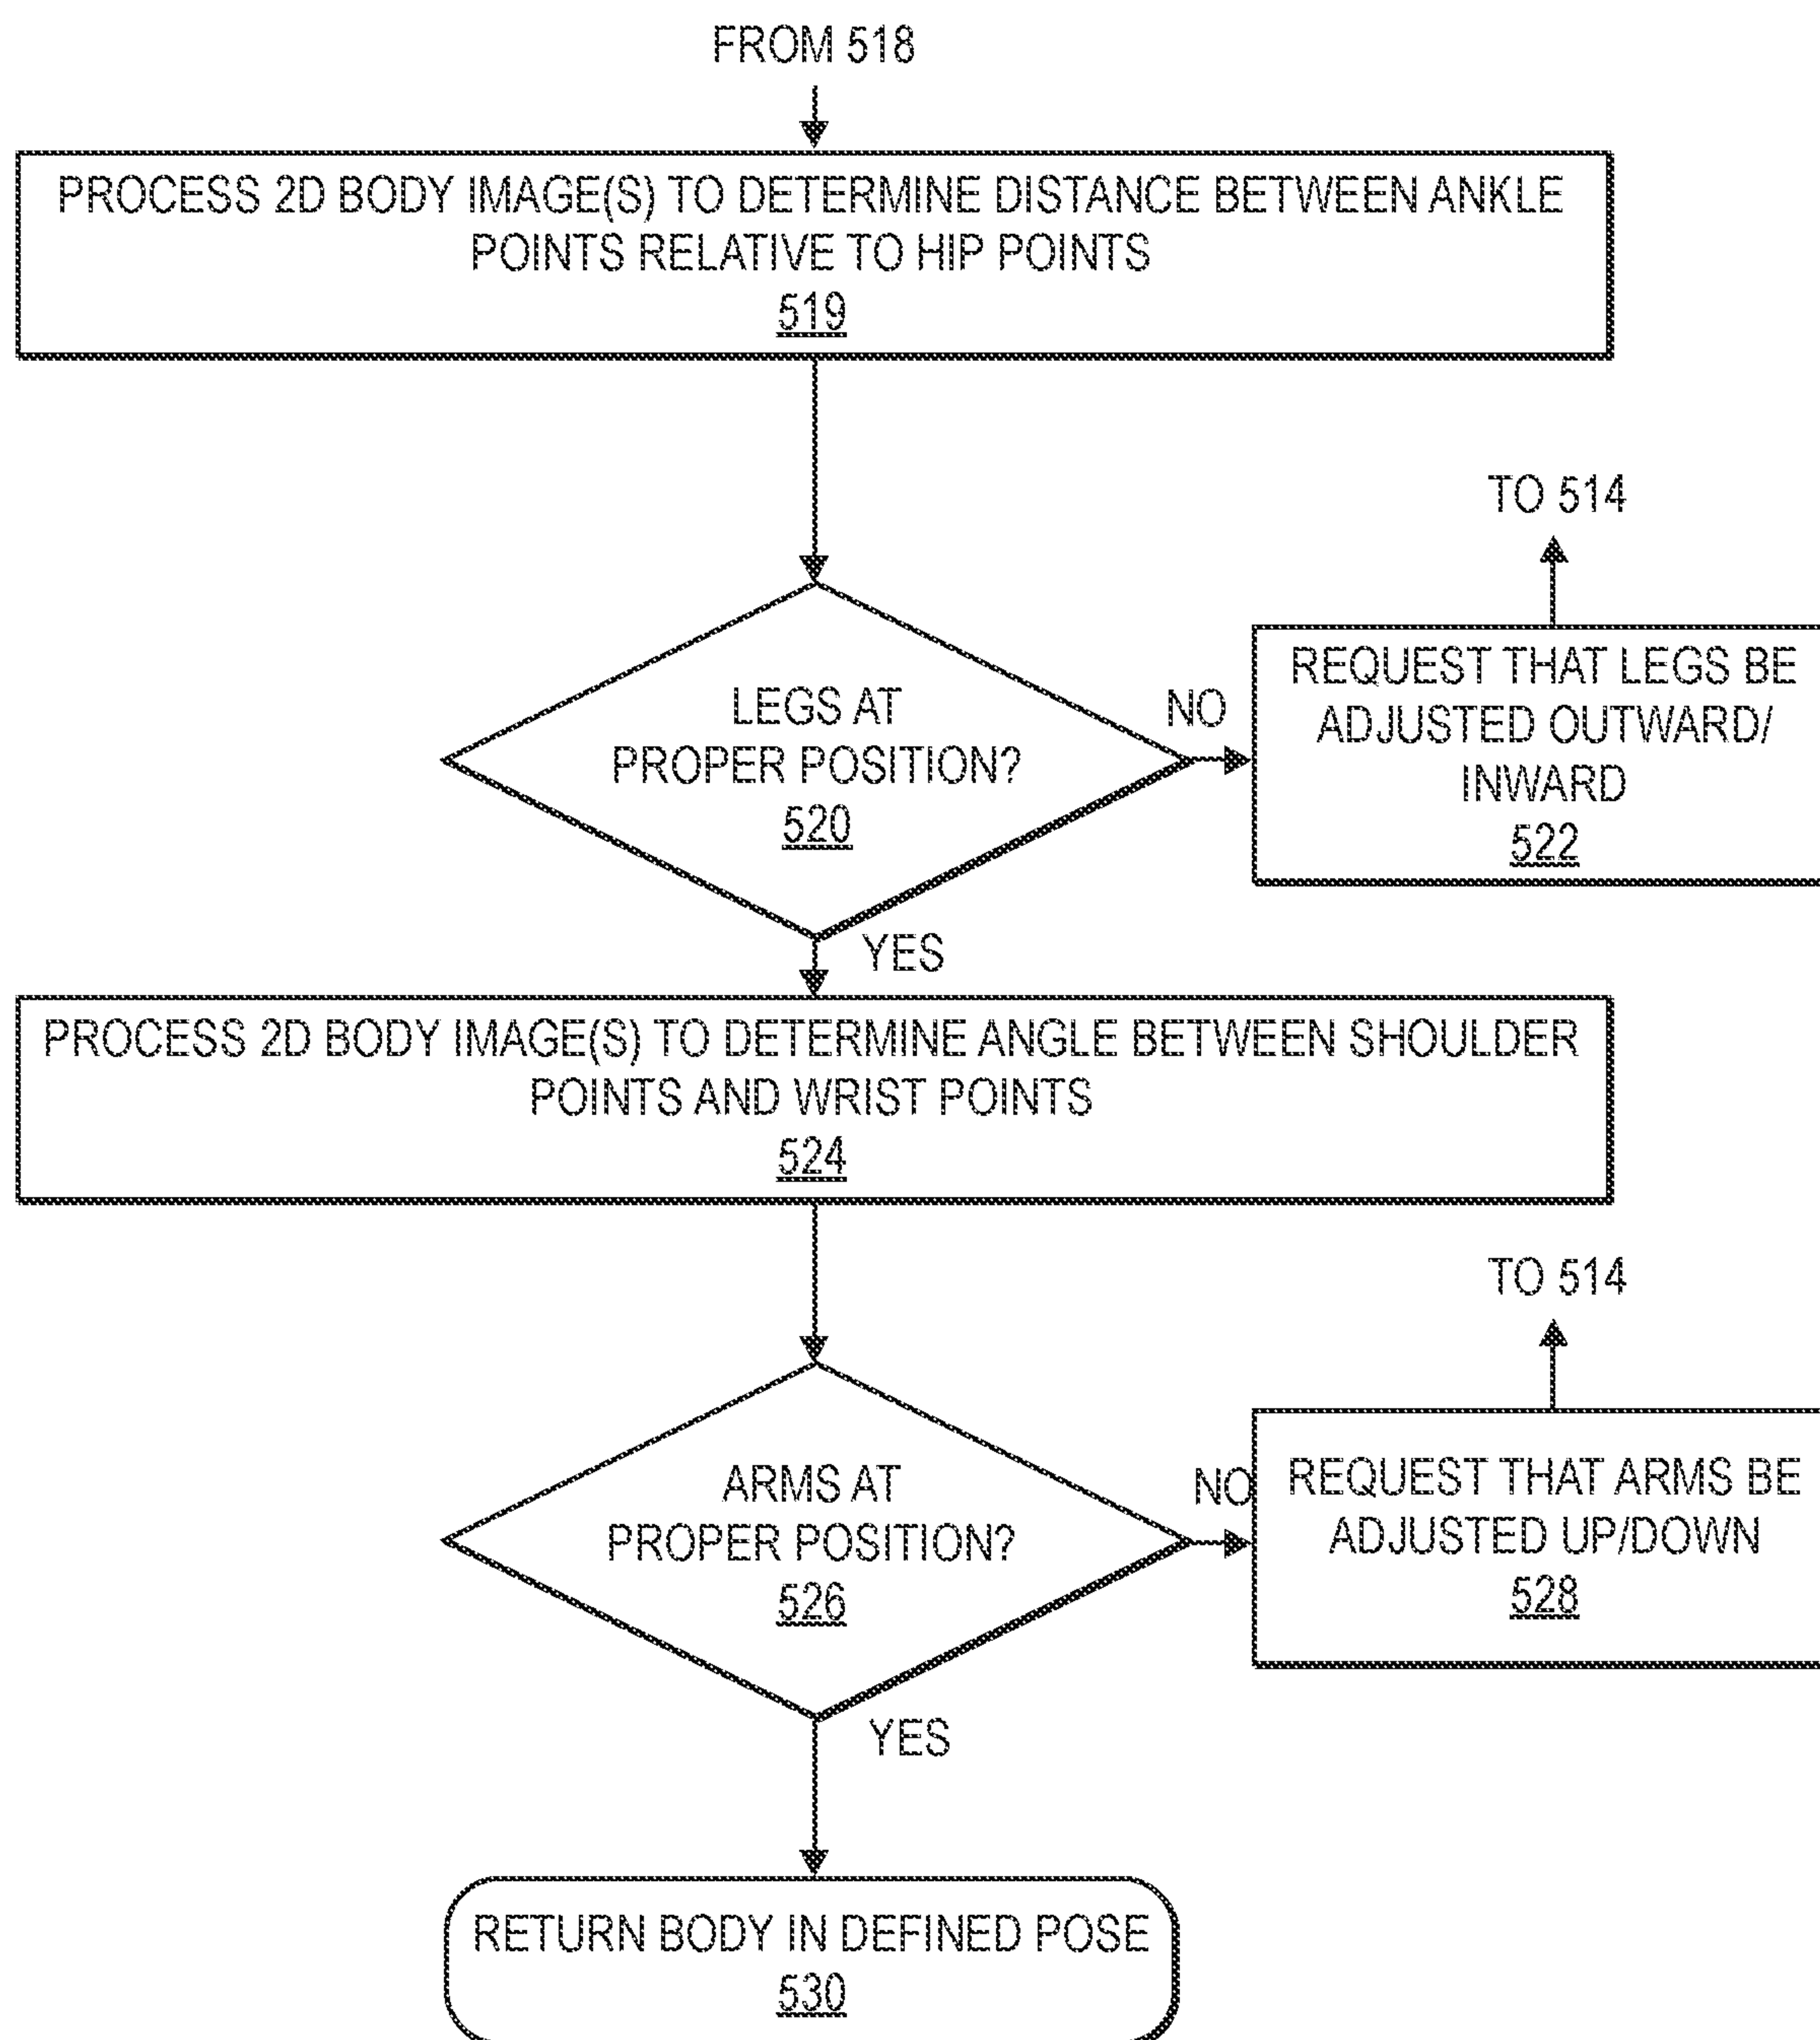 FROM 518
PROCESS 2D BODY IMAGE(S) TO DETERMINE DISTANCE BETWEEN ANKLE
POINTS RELATIVE TO HIP POINTS
519
TO 514
LEGS AT
PROPER POSITION?
520
NO
REQUEST THAT LEGS BE
ADJUSTED OUTWARD/
INWARD
522
YES
PROCESS 2D BODY IMAGE(S) TO DETERMINE ANGLE BETWEEN SHOULDER
POINTS AND WRIST POINTS
524
TO 514
ARMS AT
PROPER POSITION?
526
NO
REQUEST THAT ARMS BE
ADJUSTED UP/DOWN
528
YES
RETURN BODY IN DEFINED POSE
530